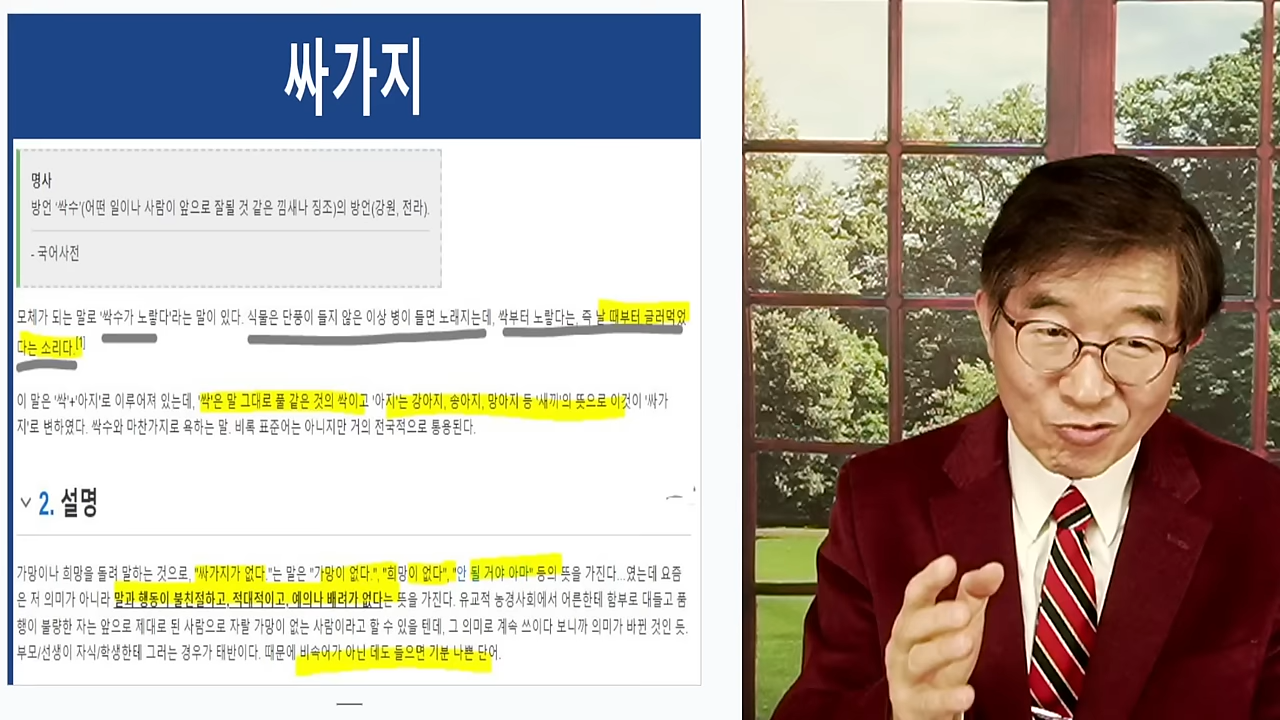 싸가지
명사
방언 '싹수'(어떤 일이나 사람이 앞으로 잘될 것 같은 낌새나 징조)의 방언(강원, 전라).
- 국어사전
모체가 되는 말로 '싹수가 노랗다'라는 말이 있다. 식물은 단풍이 들지 않은 이상 병이 들면 노래지는데, 싹부터 노랗다는, 즉 날 때부터 글러먹었
다는 소리다.[1]
이 말은 '싹'+'아지'로 이루어져 있는데, '싹'은 말 그대로 풀 같은 것의 싹이고 '아지'는 강아지, 송아지, 망아지 등 '새끼'의 뜻으로 이것이 '싸가
지'로 변하였다. 싹수와 마찬가지로 욕하는 말. 비록 표준어는 아니지만 거의 전국적으로 통용된다.
2. 설명
가망이나 희망을 돌려 말하는 것으로, "싸가지가 없다."는 말은 "가망이 없다.", "희망이 없다", "안 될 거야 아마" 등의 뜻을 가진다...였는데 요즘
은 저 의미가 아니라 말과 행동이 불친절하고, 적대적이고, 예의나 배려가 없다는 뜻을 가진다. 유교적 농경사회에서 어른한테 함부로 대들고 품
행이 불량한 자는 앞으로 제대로 된 사람으로 자랄 가망이 없는 사람이라고 할 수 있을 텐데, 그 의미로 계속 쓰이다 보니까 의미가 바뀐 것인 듯.
부모/선생이 자식/학생한테 그러는 경우가 태반이다. 때문에 비속어가 아닌 데도 들으면 기분 나쁜 단어.